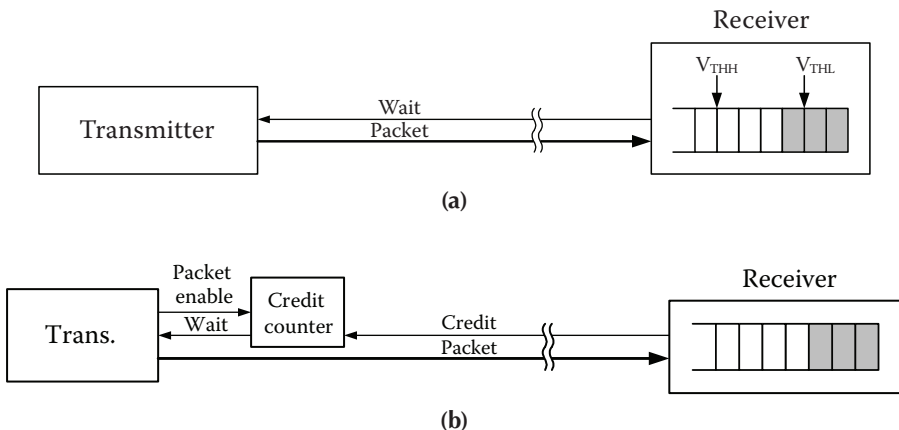 Receiver
V_THH
V_THL
Transmitter
Wait
Packet
(a)
Packet
enable
Wait
Trans.
Credit
counter
Credit
Packet
Receiver
(b)